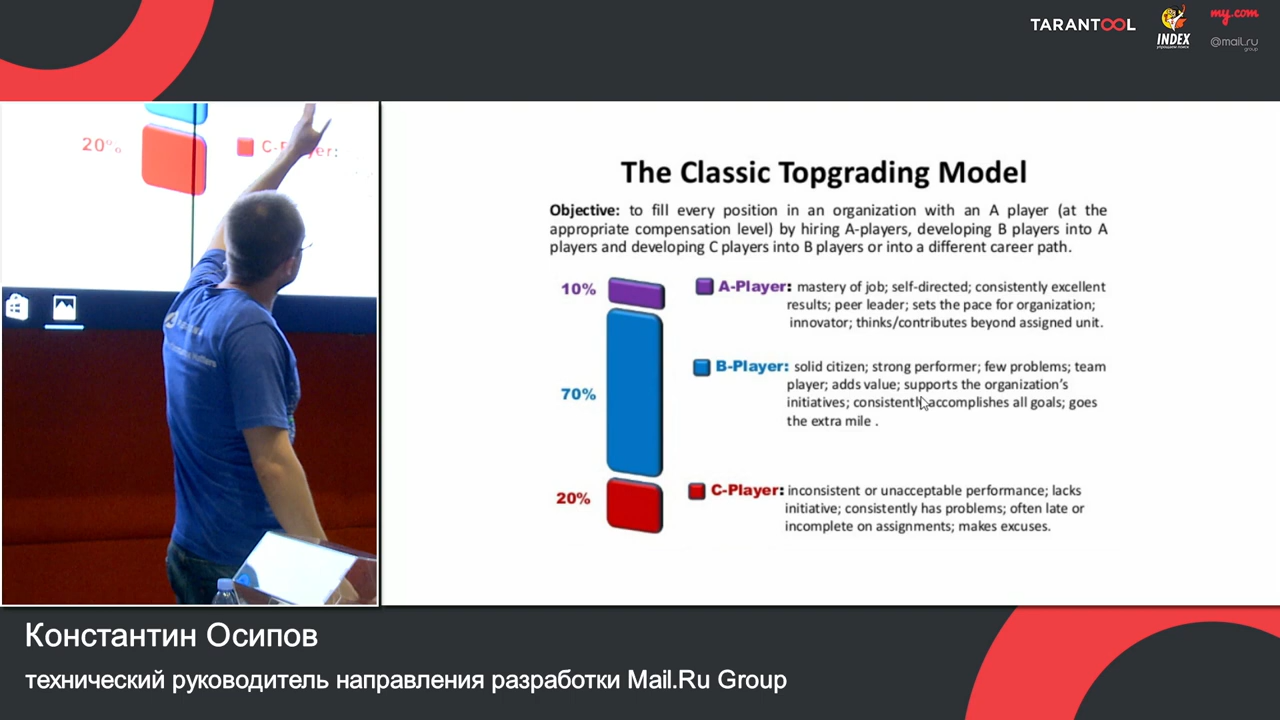 TARANTOOL
INDEX
my.com
@mail.ru
group
20%
C-Player:
The Classic Topgrading Model
Objective: to fill every position in an organization with an A player (at the
appropriate compensation level) by hiring A-players, developing B players into A
players and developing C players into B players or into a different career path.
10%
A-Player: mastery of job; self-directed; consistently excellent
results; peer leader; sets the pace for organization;
innovator; thinks/contributes beyond assigned unit.
70%
B-Player: solid citizen; strong performer; few problems; team
player; adds value; supports the organization's
initiatives; consistently accomplishes all goals; goes
the extra mile .
20%
C-Player: inconsistent or unacceptable performance; lacks
initiative; consistently has problems; often late or
incomplete on assignments; makes excuses.
Константин Осипов
технический руководитель направления разработки Mail.Ru Group